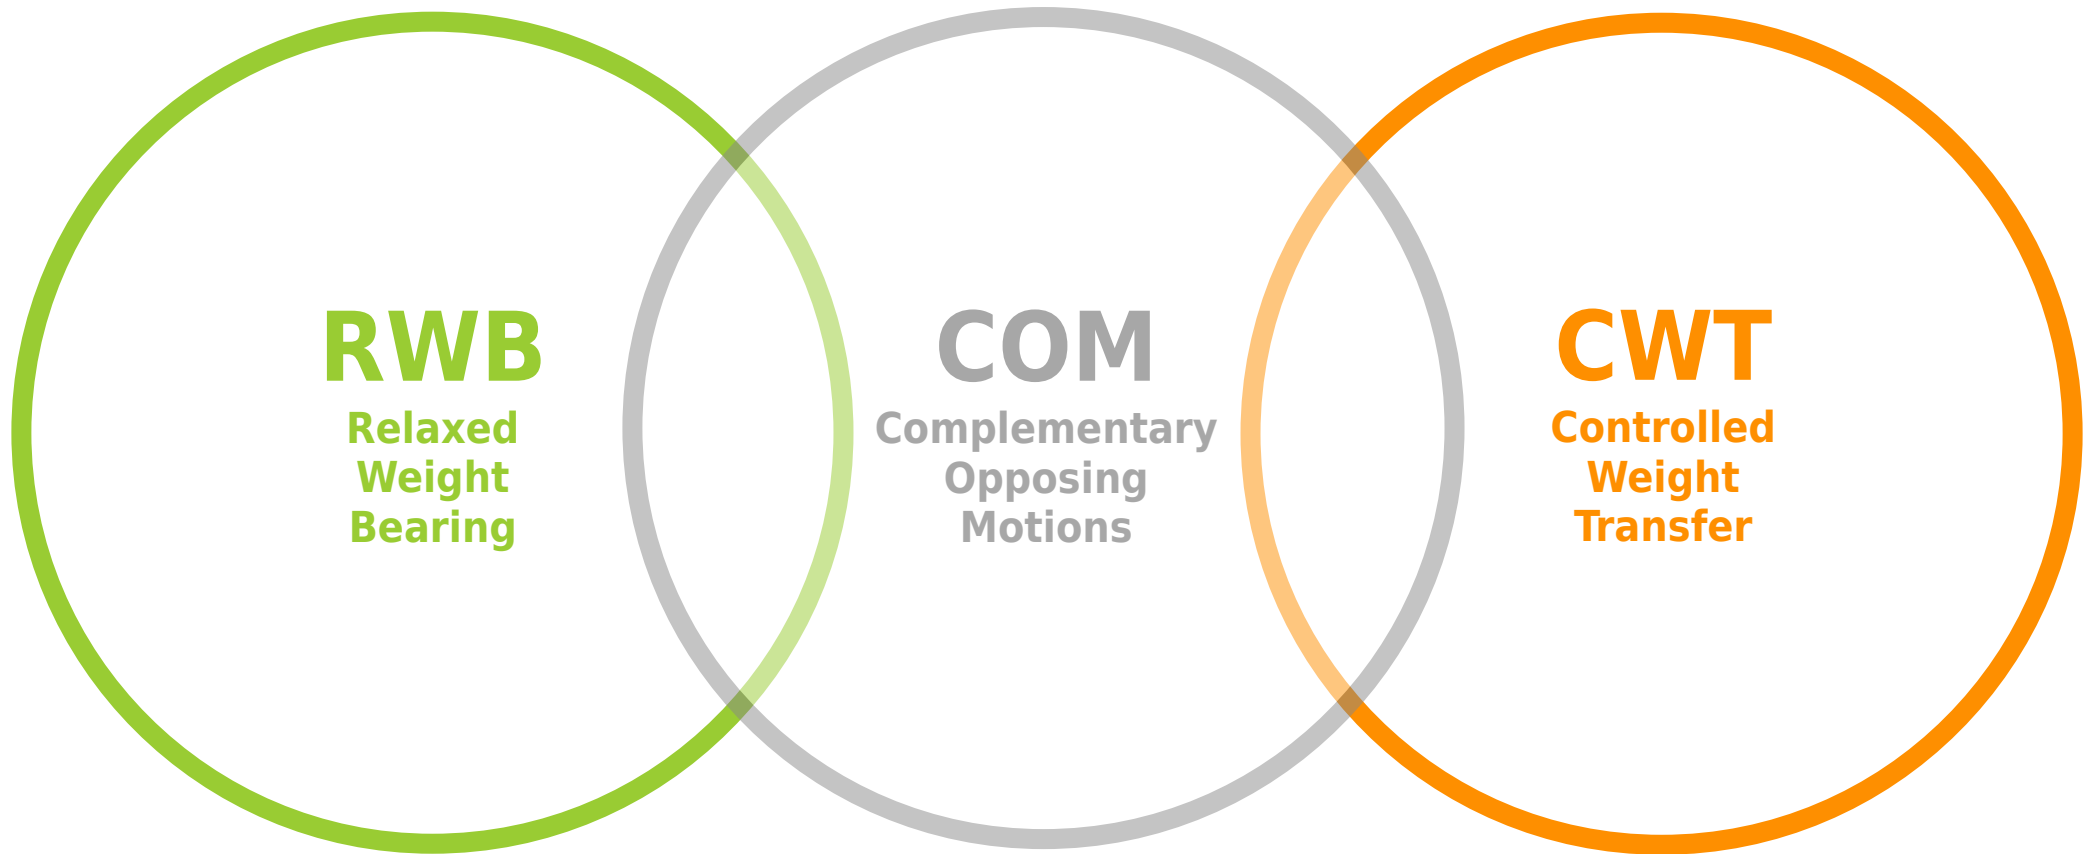 RWB
Relaxed
Weight
Bearing
COM
Complementary
Opposing
Motions
CWT
Controlled
Weight
Transfer